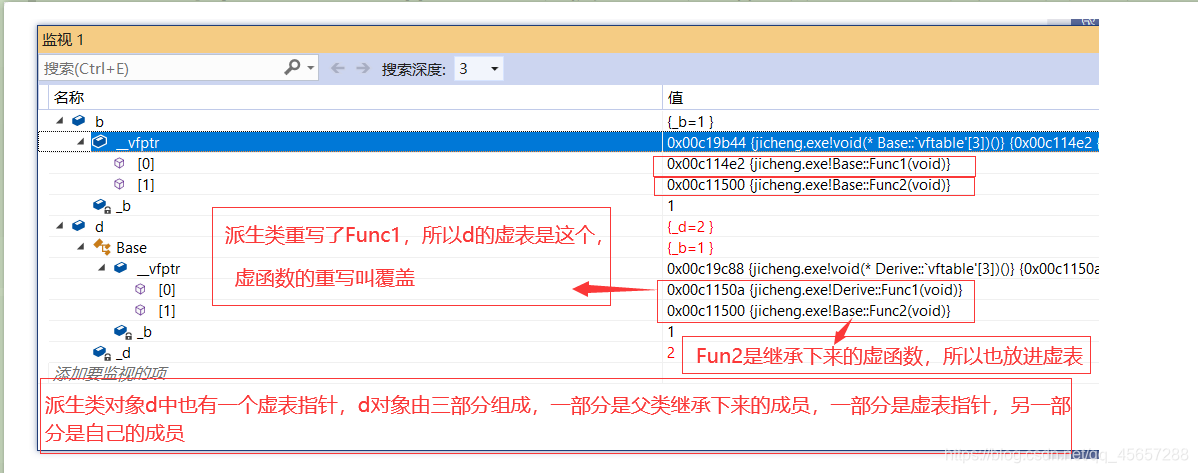 监视 1
搜索(Ctrl+E) 搜索深度: 3
名称 值
b {_b=1 }
__vfptr 0x00c19b44 {jicheng.exe!void(* Base::`vftable'[3])()} {0x00c114e2 {
[0] 0x00c114e2 {jicheng.exe!Base::Func1(void)}
[1] 0x00c11500 {jicheng.exe!Base::Func2(void)}
_b 1
d {_d=2 }
派生类重写了Func1，所以d的虚表是这个，
虚函数的重写叫覆盖
Base {_b=1 }
__vfptr 0x00c19c88 {jicheng.exe!void(* Derive::`vftable'[3])()} {0x00c1150a
[0] 0x00c1150a {jicheng.exe!Derive::Func1(void)}
[1] 0x00c11500 {jicheng.exe!Base::Func2(void)}
_b 1
_d 2
Fun2是继承下来的虚函数，所以也放进虚表
添加要监视的项
派生类对象d中也有一个虚表指针，d对象由三部分组成，一部分是父类继承下来的成员，一部分是虚表指针，另一部
分是自己的成员
https://blog.csdn.net/qq_45657288